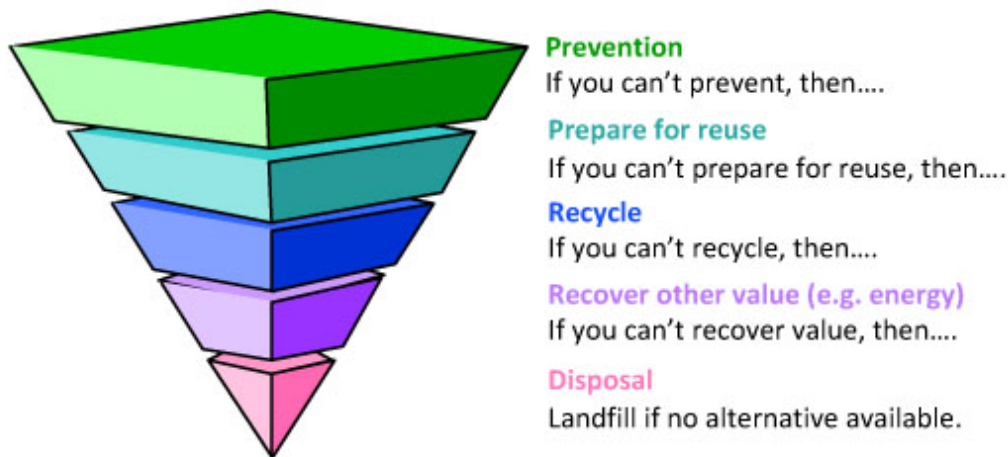 Prevention
If you can’t prevent, then....
Prepare for reuse
If you can’t prepare for reuse, then....
Recycle
If you can’t recycle, then....
Recover other value (e.g. energy)
If you can’t recover value, then....
Disposal
Landfill if no alternative available.